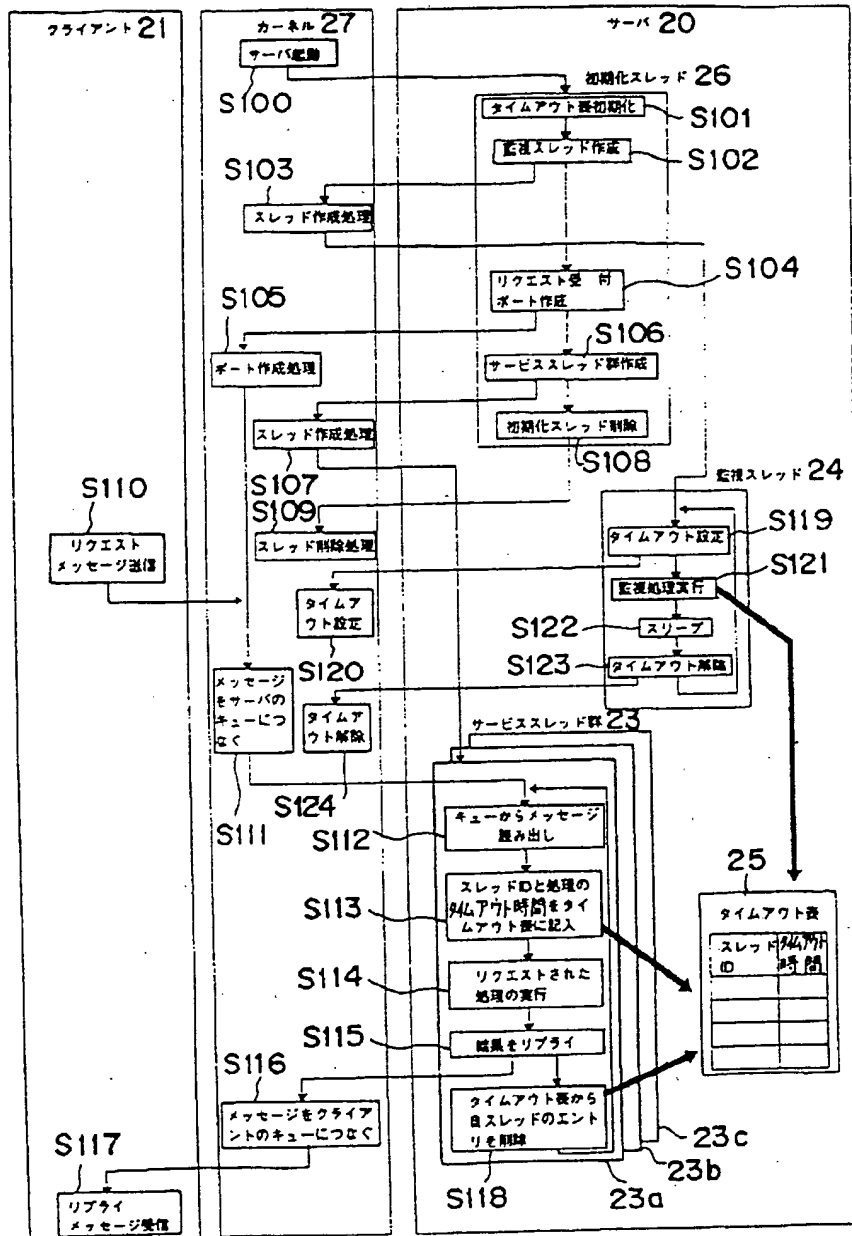 クライアント 21
カーネル 27
サーバ 20
サーバ起動
S100
初期化スレッド 26
タイムアウト表初期化
S101
監視スレッド作成
S102
S103
スレッド作成処理
S104
リクエスト受 付
ポート作成
S105
ポート作成処理
S106
サービススレッド群作成
スレッド作成処理
S107
初期化スレッド削除
S108
S109
スレッド削除処理
S110
リクエスト
メッセージ送信
監視スレッド 24
タイムアウト設定
S119
監視処理実行
S121
S122
スリープ
S123
タイムアウト解除
タイムア
ウト設定
S120
メッセージ
をサーバの
キューにつ
なぐ
S111
タイムア
ウト解除
S124
サービススレッド群 23
S112
キューからメッセージ
読み出し
S113
スレッドIDと処理の
タイムアウト時間をタイ
ムアウト表に記入
S114
リクエストされた
処理の実行
S115
結果をリプライ
S116
メッセージをクライア
ントのキューにつなぐ
タイムアウト表から
自スレッドのエント
リを削除
S118
S117
リプライ
メッセージ受信
23a
23b
23c
25
タイムアウト表
スレッド
ID
タイムアウト
時間